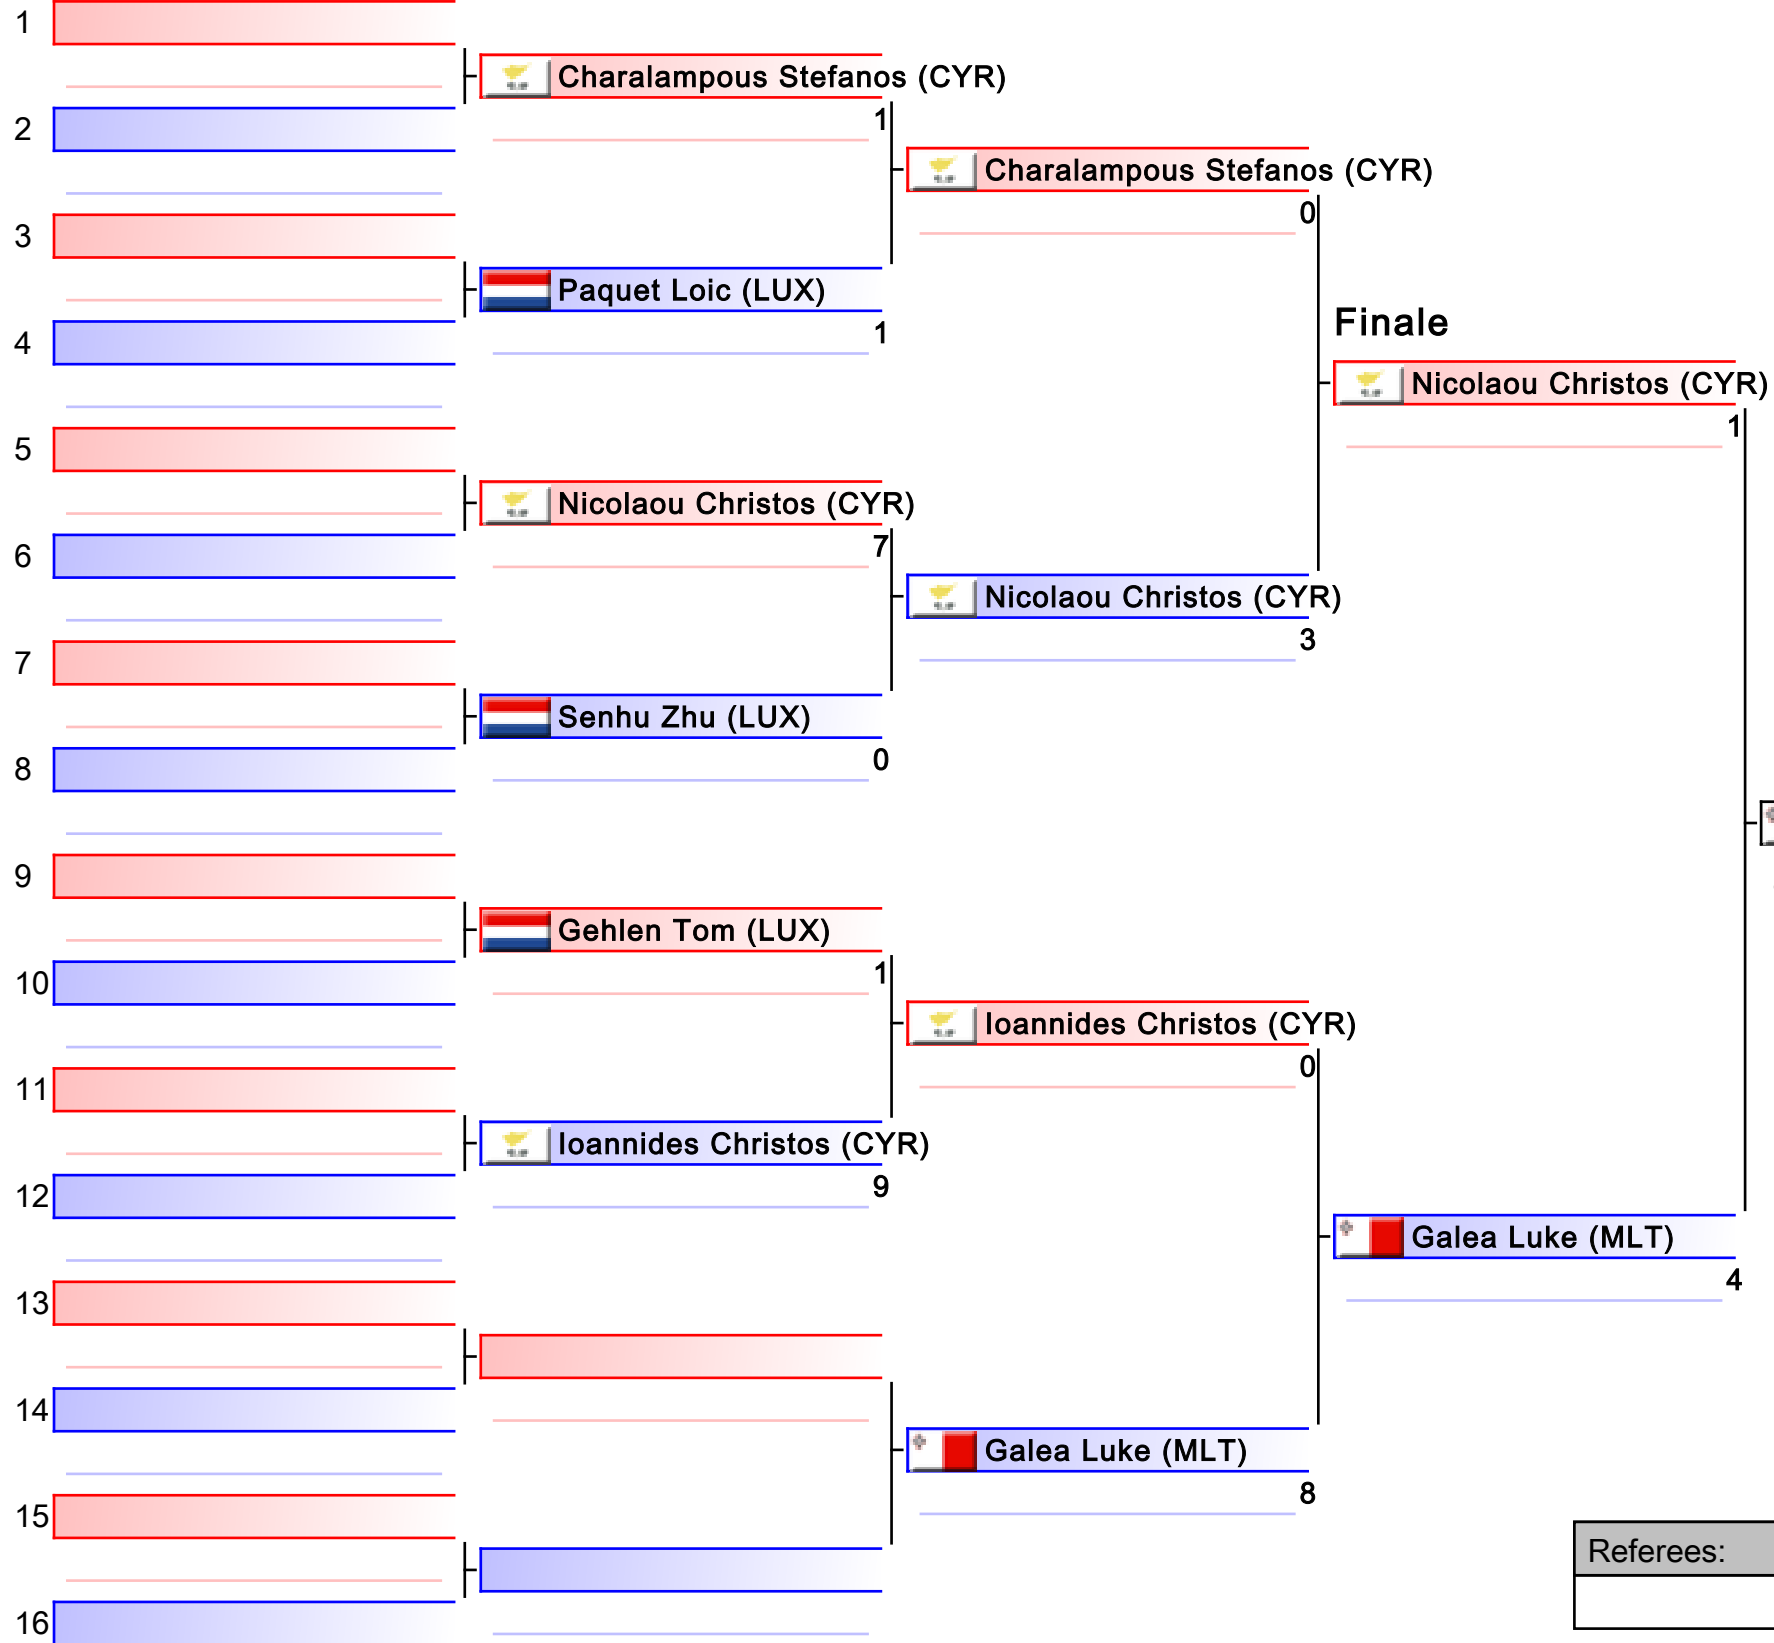 1
Charalampous Stefanos (CYR)
1
2
Charalampous Stefanos (CYR)
0
3
Paquet Loic (LUX)
1
4
Finale
Nicolaou Christos (CYR)
1
5
Nicolaou Christos (CYR)
7
6
Nicolaou Christos (CYR)
3
7
Senhu Zhu (LUX)
0
8
9
Gehlen Tom (LUX)
1
10
Ioannides Christos (CYR)
0
11
Ioannides Christos (CYR)
9
12
Galea Luke (MLT)
4
13
14
Galea Luke (MLT)
8
15
Referees:
16